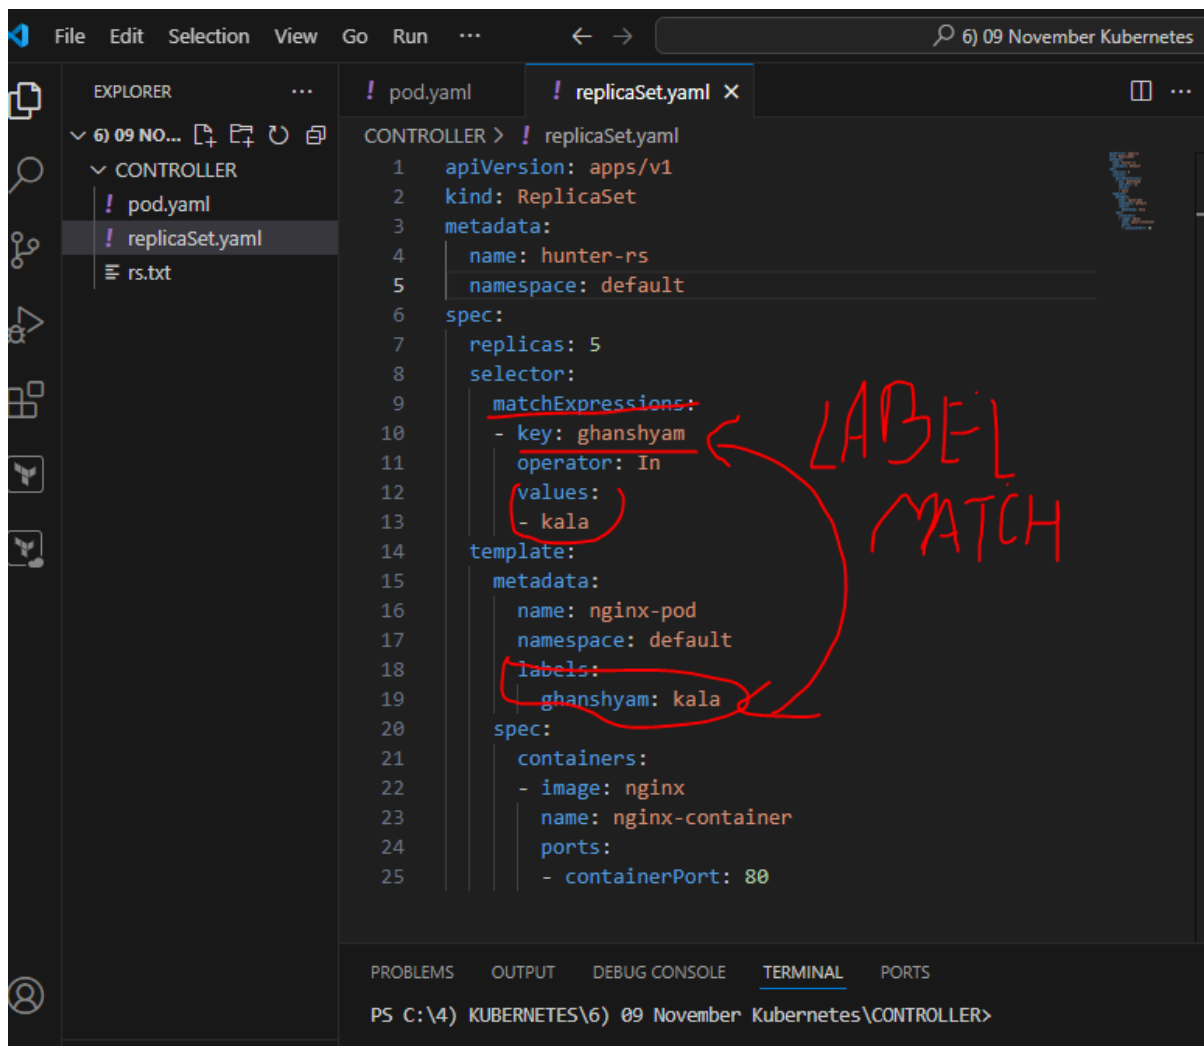 File Edit Selection View Go Run ... 6) 09 November Kubernetes
EXPLORER ...
6) 09 NO...
CONTROLLER
! pod.yaml
! replicaSet.yaml
rs.txt
! pod.yaml ! replicaSet.yaml ...
CONTROLLER > ! replicaSet.yaml
1 apiVersion: apps/v1
2 kind: ReplicaSet
3 metadata:
4 name: hunter-rs
5 namespace: default
6 spec:
7 replicas: 5
8 selector:
9 matchExpressions:
10 - key: ghanshyam
11 operator: In
12 values:
13 - kala
14 template:
15 metadata:
16 name: nginx-pod
17 namespace: default
18 labels:
19 ghanshyam: kala
20 spec:
21 containers:
22 - image: nginx
23 name: nginx-container
24 ports:
25 - containerPort: 80
LABEL
MATCH
PROBLEMS OUTPUT DEBUG CONSOLE TERMINAL PORTS
PS C:\4) KUBERNETES\6) 09 November Kubernetes\CONTROLLER>